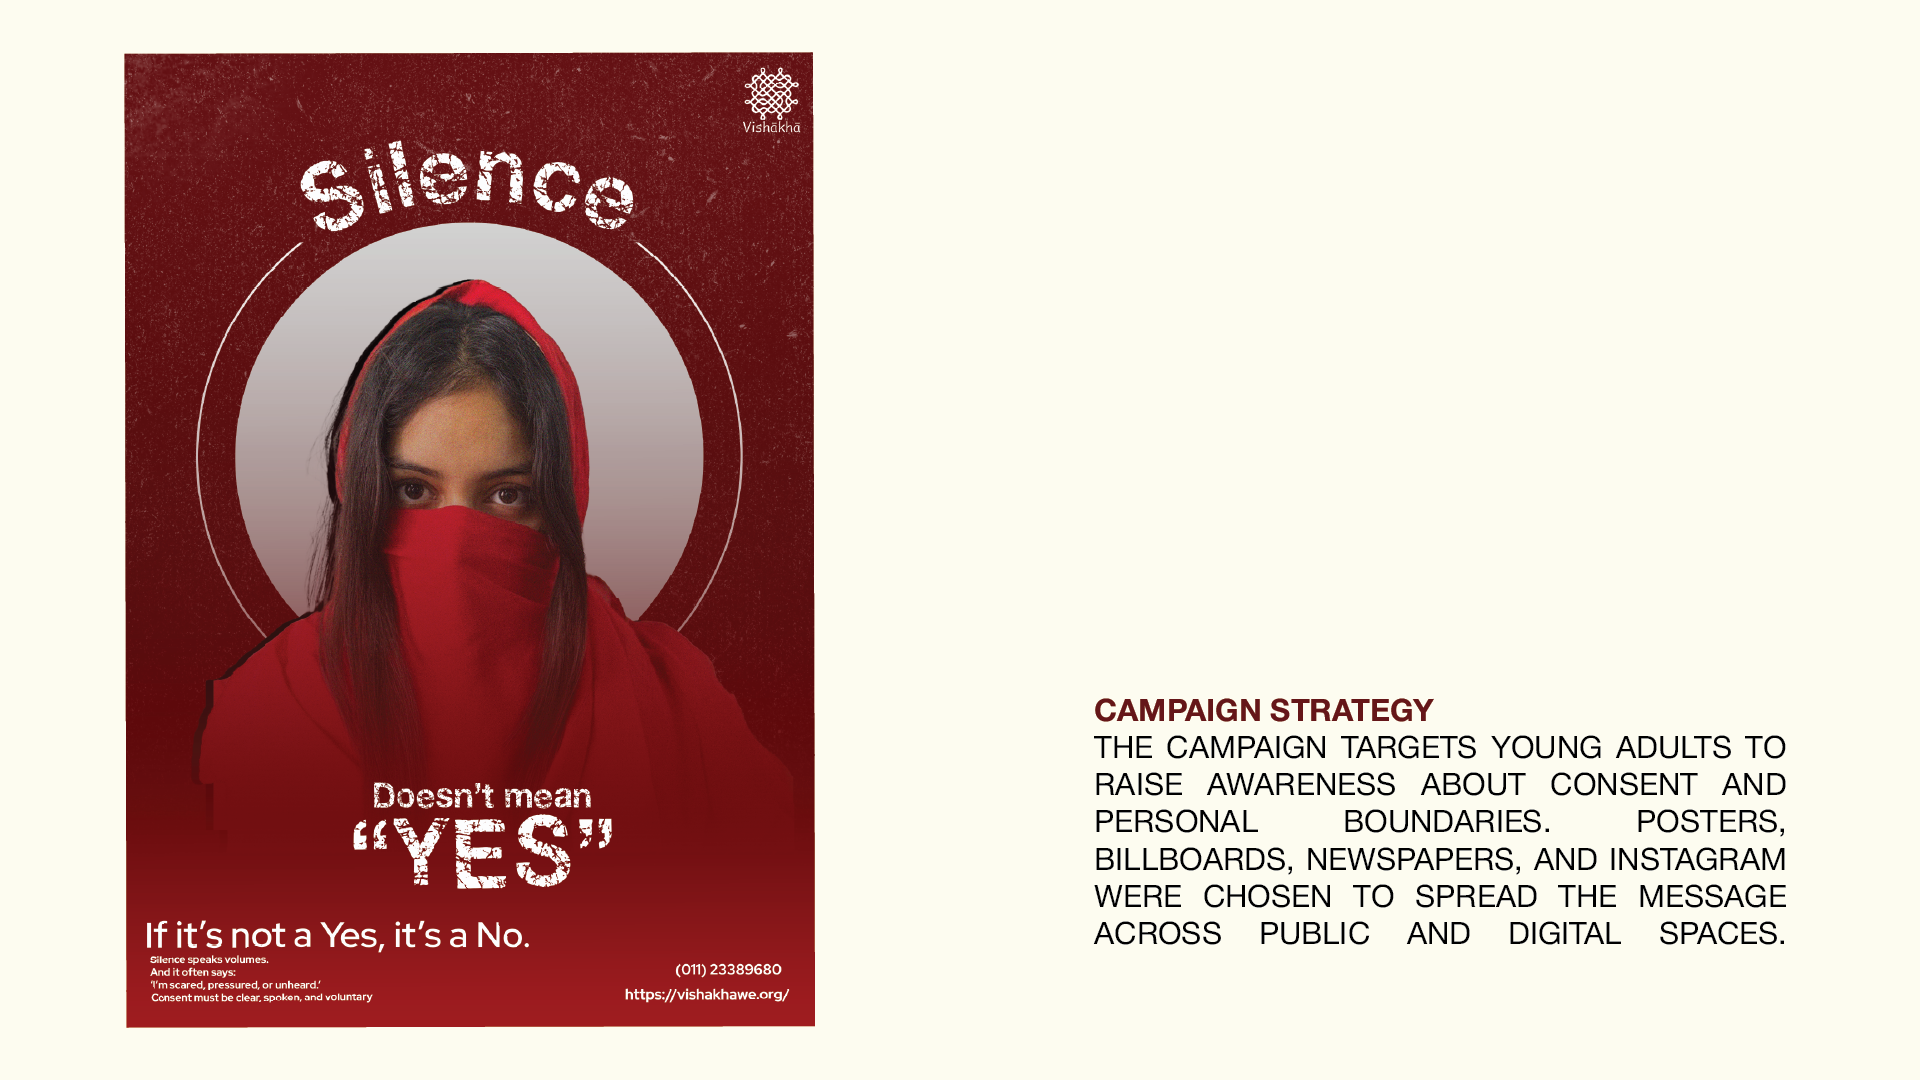 Vishākhā
Silence
Doesn't mean
“YES”
If it's not a Yes, it's a No.
Silence speaks volumes.
And it often says:
'I'm scared, pressured, or unheard.'
Consent must be clear, spoken, and voluntary
(011) 23389680
https://vishakhawe.org/
CAMPAIGN STRATEGY
THE CAMPAIGN TARGETS YOUNG ADULTS TO
RAISE AWARENESS ABOUT CONSENT AND
PERSONAL BOUNDARIES. POSTERS,
BILLBOARDS, NEWSPAPERS, AND INSTAGRAM
WERE CHOSEN TO SPREAD THE MESSAGE
ACROSS PUBLIC AND DIGITAL SPACES.